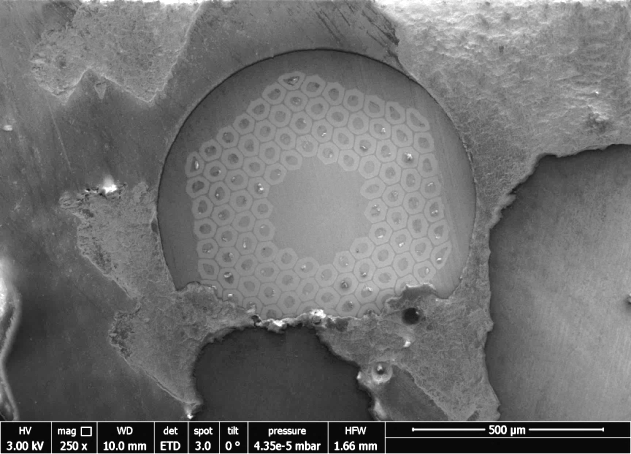 HV mag □ WD det spot tilt pressure HFW
3.00 kV 250 x 10.0 mm ETD 3.0 0 ° 4.35e-5 mbar 1.66 mm
500 µm